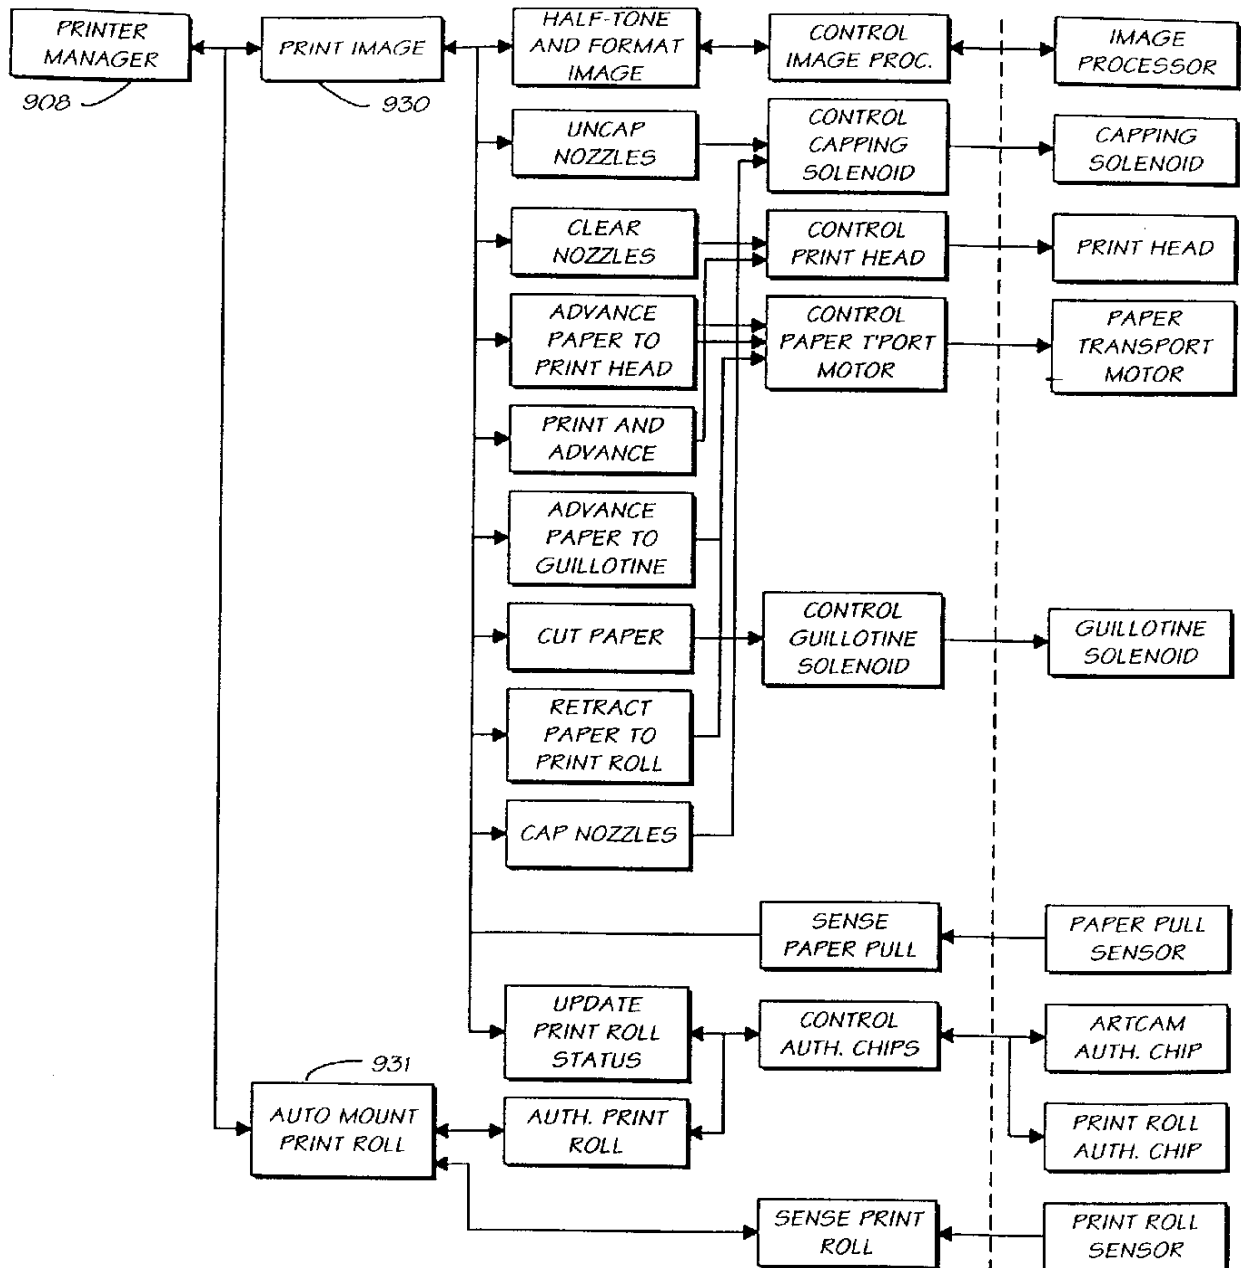 PRINTER
MANAGER
908
PRINT IMAGE
930
HALF-TONE
AND FORMAT
IMAGE
CONTROL
IMAGE PROC.
IMAGE
PROCESSOR
UNCAP
NOZZLES
CONTROL
CAPPING
SOLENOID
CAPPING
SOLENOID
CLEAR
NOZZLES
CONTROL
PRINT HEAD
PRINT HEAD
ADVANCE
PAPER TO
PRINT HEAD
CONTROL
PAPER T'PORT
MOTOR
PAPER
TRANSPORT
MOTOR
PRINT AND
ADVANCE
ADVANCE
PAPER TO
GUILLOTINE
CUT PAPER
CONTROL
GUILLOTINE
SOLENOID
GUILLOTINE
SOLENOID
RETRACT
PAPER TO
PRINT ROLL
CAP NOZZLES
SENSE
PAPER PULL
PAPER PULL
SENSOR
UPDATE
PRINT ROLL
STATUS
CONTROL
AUTH. CHIPS
ARTCAM
AUTH. CHIP
931
AUTO MOUNT
PRINT ROLL
AUTH. PRINT
ROLL
PRINT ROLL
AUTH. CHIP
SENSE PRINT
ROLL
PRINT ROLL
SENSOR